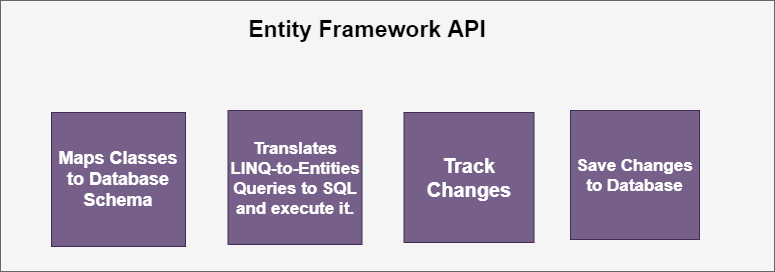 Entity Framework API
Maps Classes
to Database
Schema
Translates
LINQ-to-Entities
Queries to SQL
and execute it.
Track
Changes
Save Changes
to Database